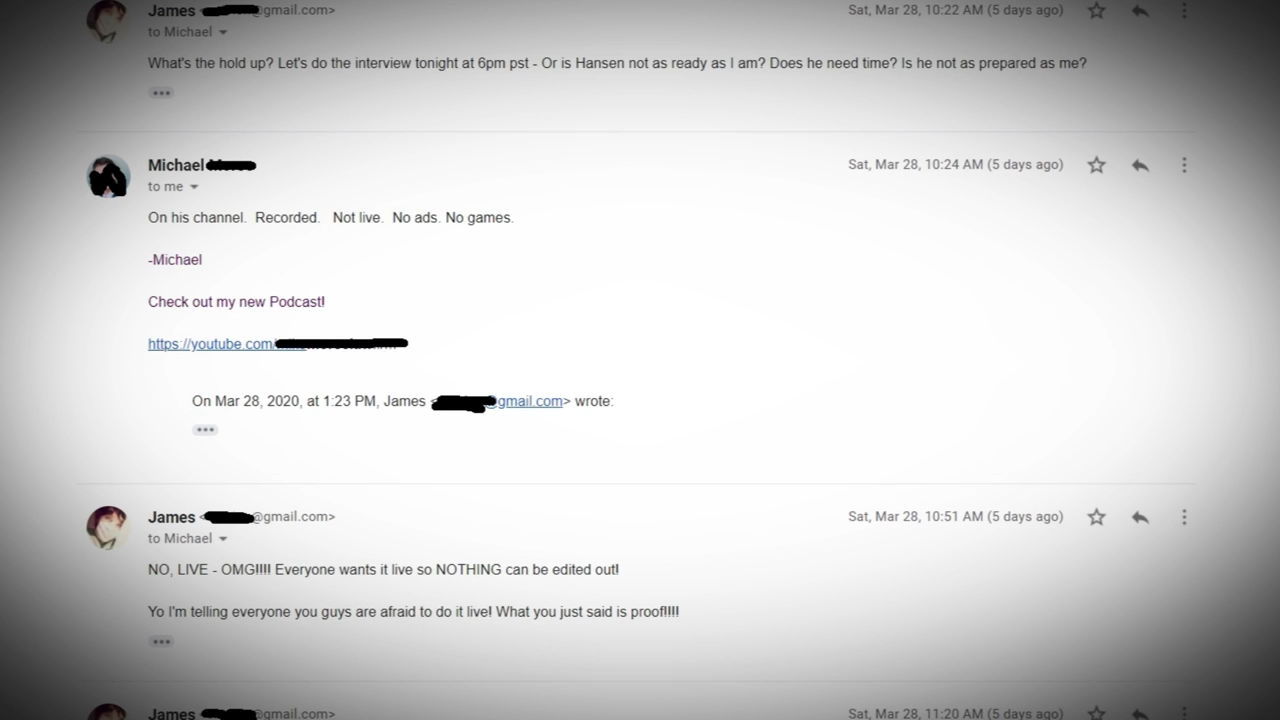 James < @gmail.com>
Sat, Mar 28, 10:22 AM (5 days ago)
to Michael
What's the hold up? Let's do the interview tonight at 6pm pst - Or is Hansen not as ready as I am? Does he need time? Is he not as prepared as me?
Michael
Sat, Mar 28, 10:24 AM (5 days ago)
to me
On his channel. Recorded. Not live. No ads. No games.
-Michael
Check out my new Podcast!
https://youtube.com/
On Mar 28, 2020, at 1:23 PM, James < @gmail.com> wrote:
James < @gmail.com>
Sat, Mar 28, 10:51 AM (5 days ago)
to Michael
NO, LIVE - OMG!!!! Everyone wants it live so NOTHING can be edited out!
Yo I'm telling everyone you guys are afraid to do it live! What you just said is proof!!!!
James < @gmail.com>
Sat, Mar 28, 11:20 AM (5 days ago)